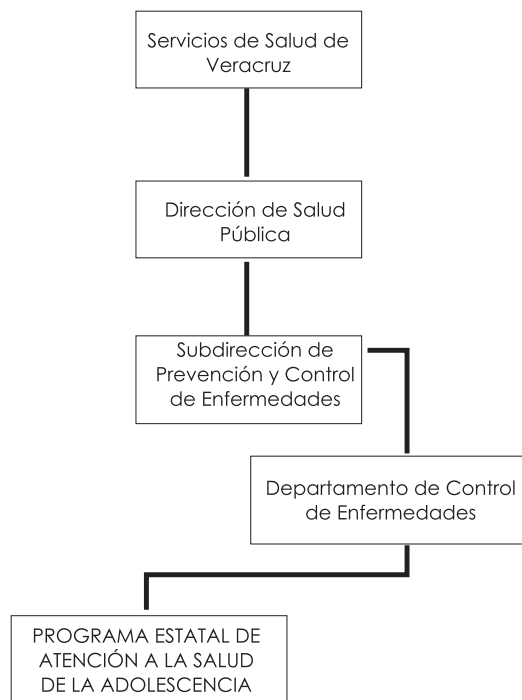 Servicios de Salud de
Veracruz
Dirección de Salud
Pública
Subdirección de
Prevención y Control
de Enfermedades
Departamento de Control
de Enfermedades
PROGRAMA ESTATAL DE
ATENCIÓN A LA SALUD
DE LA ADOLESCENCIA